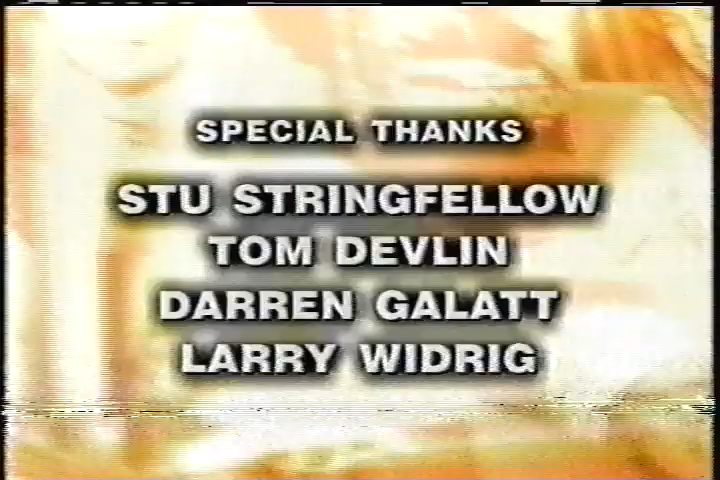 SPECIAL THANKS
STU STRINGFELLOW
TOM DEVLIN
DARREN GALATT
LARRY WIDRIG